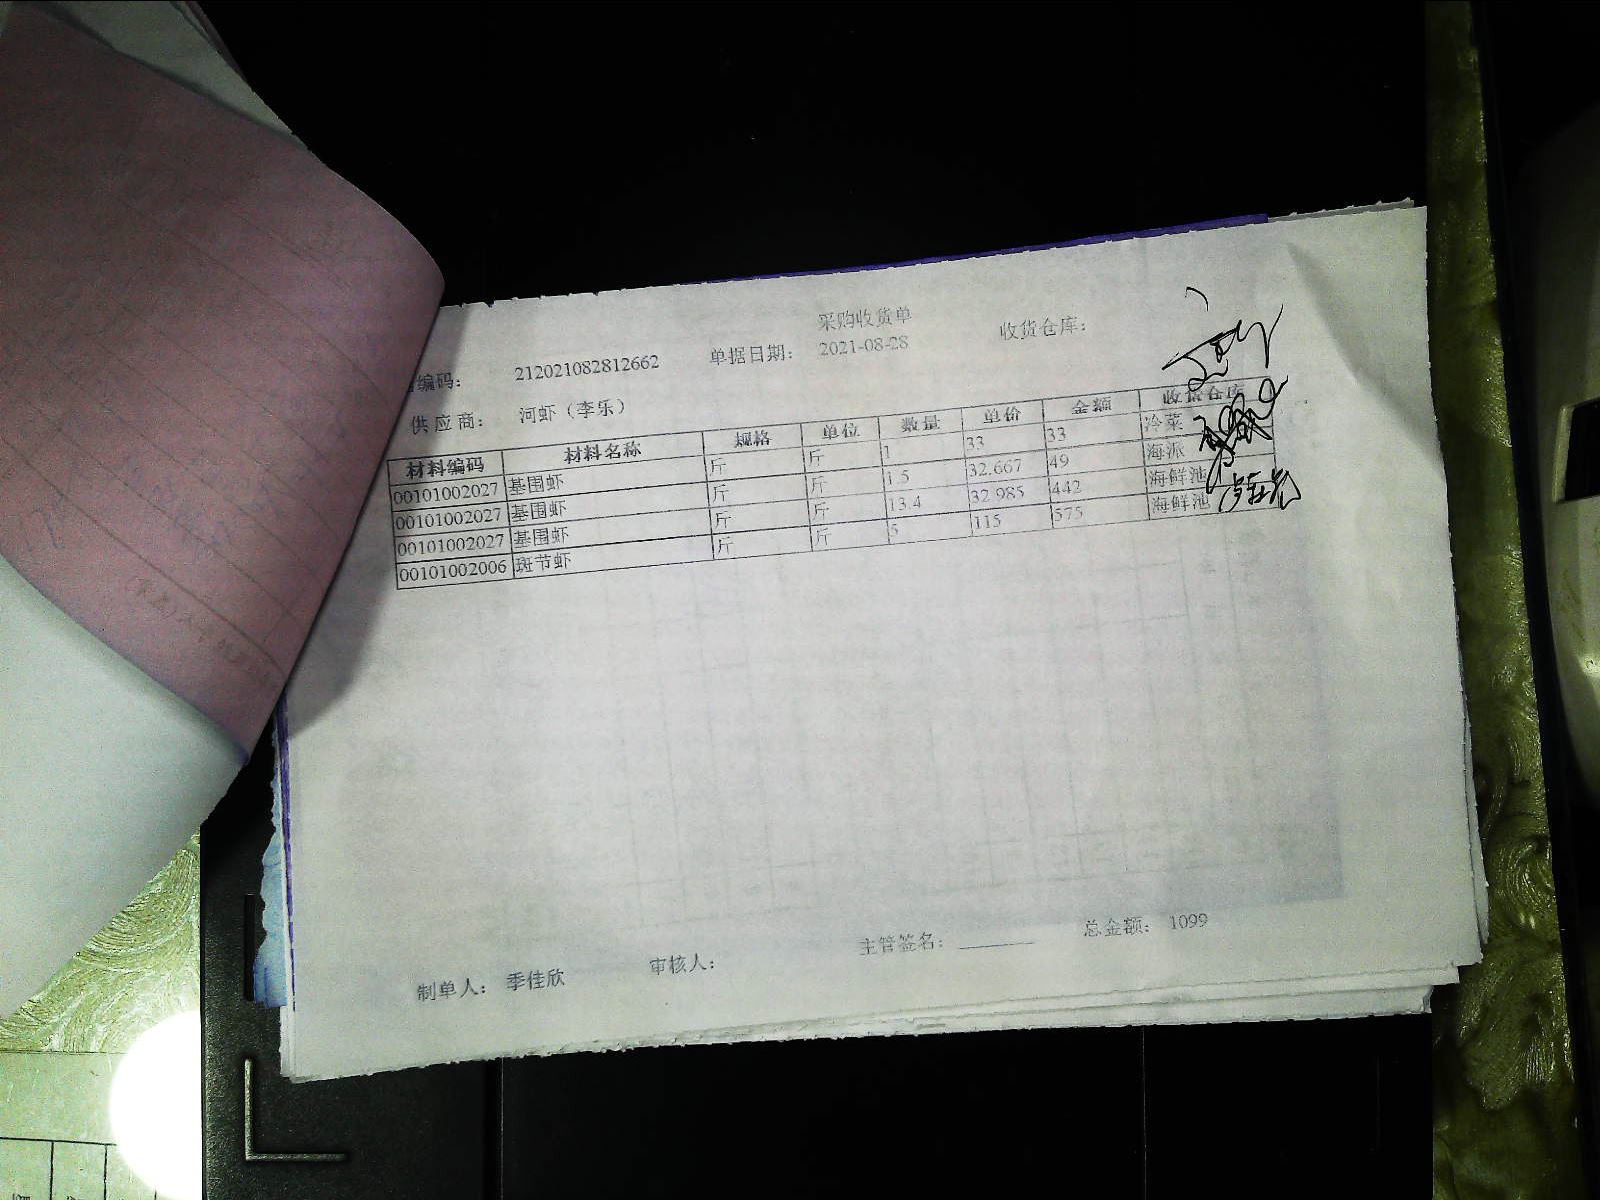 采购收货单
编码： 212021082812662 单据日期： 2021-08-28 收货仓库：
供应商： 河虾（李乐）
材料编码 材料名称 规格 单位 数量 单价 金额 收货仓库
00101002027 基围虾 斤 斤 1 33 33 冷菜
00101002027 基围虾 斤 斤 1.5 32.667 49 海派
00101002027 基围虾 斤 斤 13.4 32.985 442 海鲜池
00101002006 斑节虾 斤 斤 5 115 575 海鲜池
制单人： 季佳欣 审核人： 主管签名： 总金额： 1099